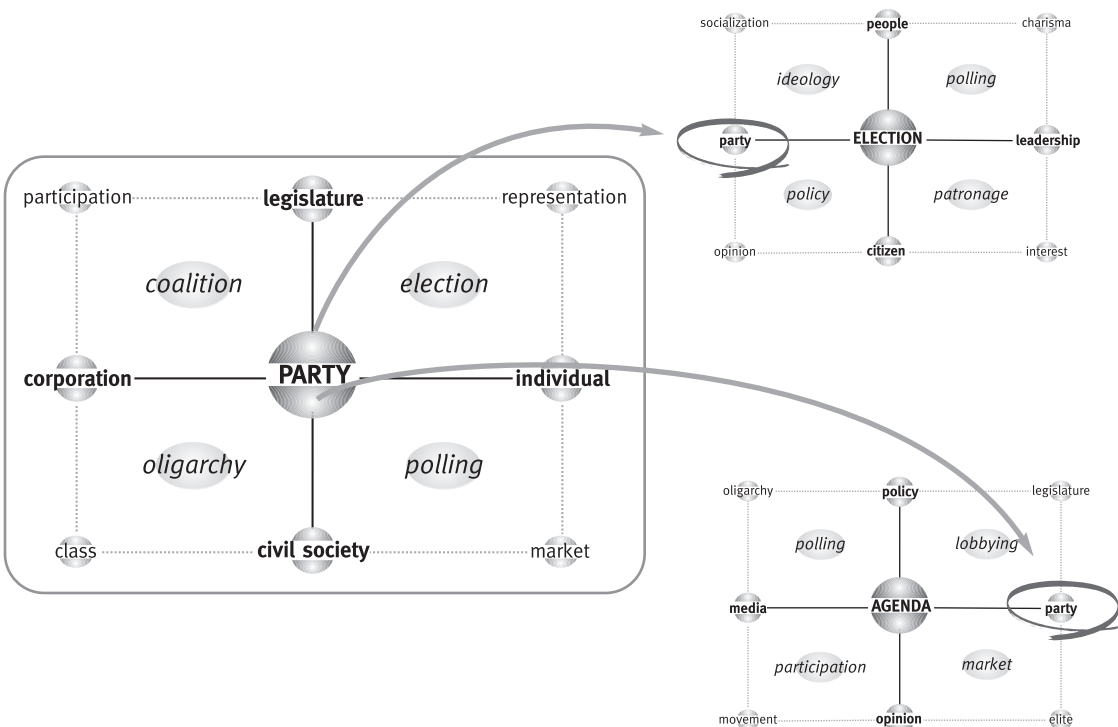 socialization people charisma
ideology polling
party ELECTION leadership
policy patronage
opinion citizen interest
participation legislature representation
coalition election
corporation PARTY individual
oligarchy polling
class civil society market
oligarchy policy legislature
polling lobbying
media AGENDA party
participation market
movement opinion elite